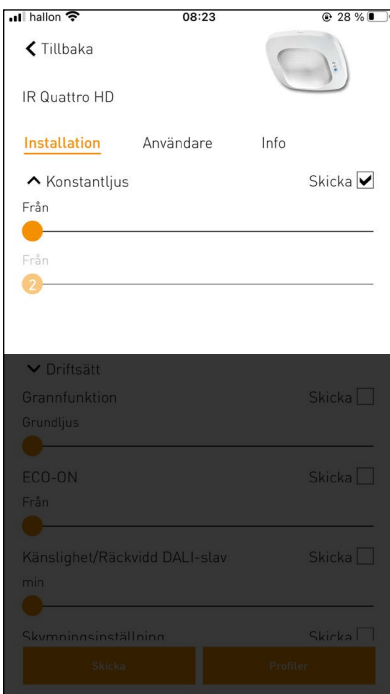 hallon 08:23 28 %
Tillbaka
IR Quattro HD
Installation Användare Info
Konstantljus Skicka
Från
Från
2
Driftsätt
Grannfunktion Skicka
Grundljus
ECO-ON Skicka
Från
Känslighet/Räckvidd DALI-slav Skicka
min
Skymningsinställning Skicka
Skicka Profiler